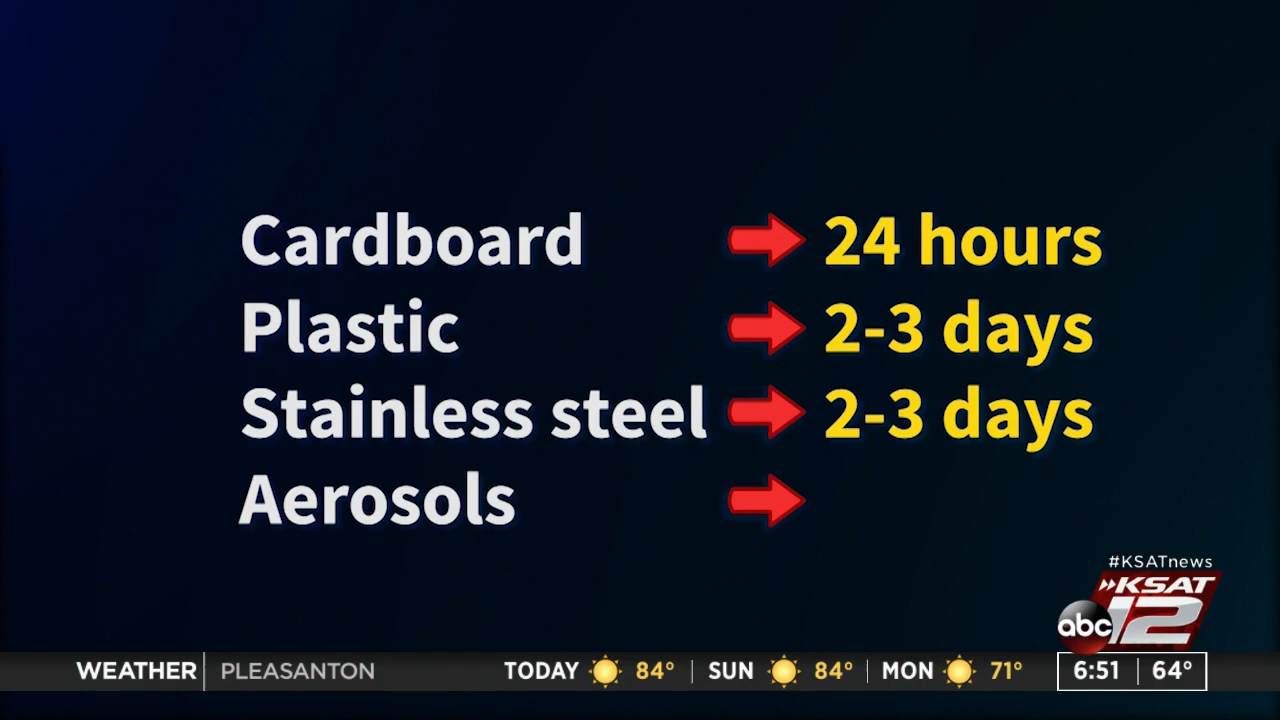 Cardboard 24 hours
Plastic 2-3 days
Stainless steel 2-3 days
Aerosols
#KSATnews
KSAT
abc 12
WEATHER PLEASANTON TODAY 84° SUN 84° MON 71° 6:51 64°